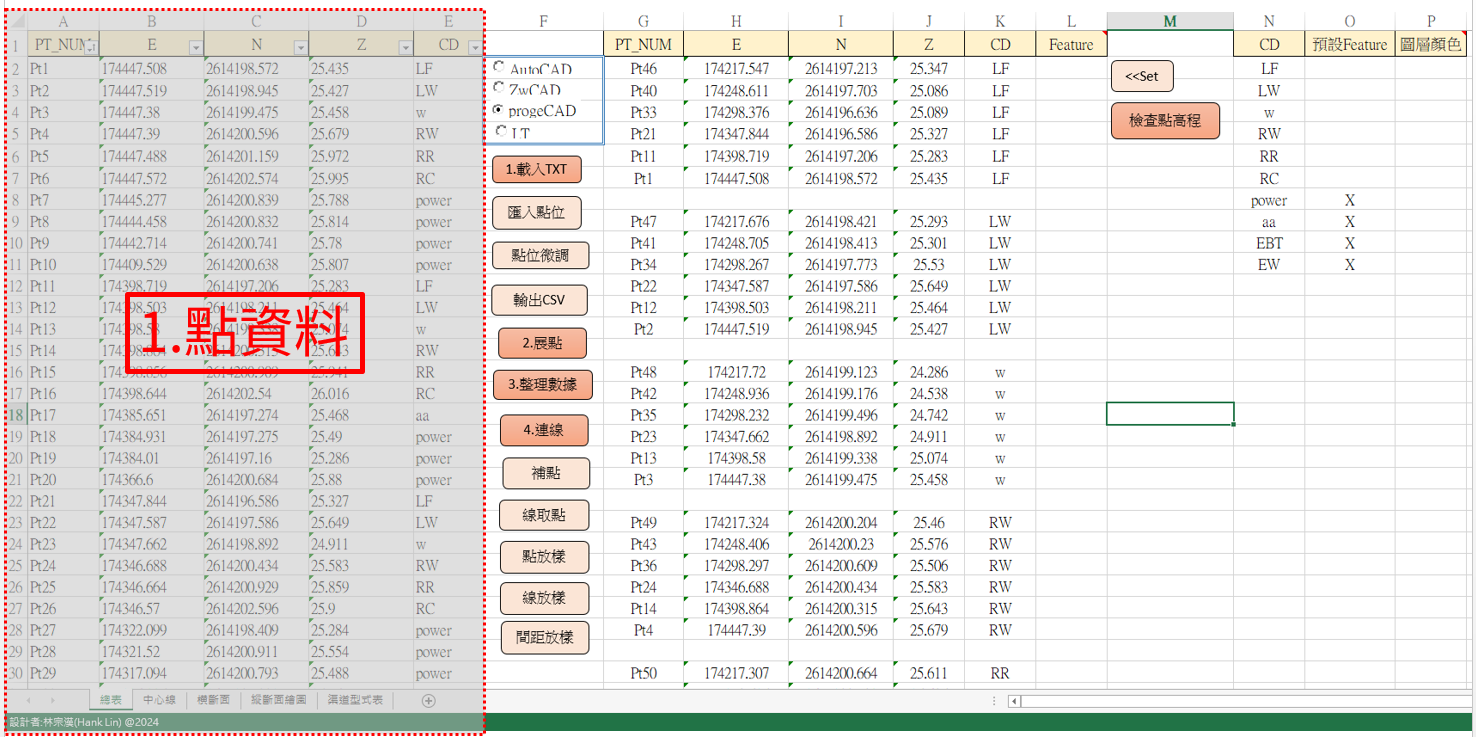 A B C D E F G H I J K L M N O P
1 PT_NUM E N Z CD PT_NUM E N Z CD Feature CD 預設Feature 圖層顏色
2 Pt1 174447.508 2614198.572 25.435 LF AutoCAD Pt46 174217.547 2614197.213 25.347 LF <<Set LF
3 Pt2 174447.519 2614198.945 25.427 LW ZwCAD Pt40 174248.611 2614197.703 25.086 LF LW
4 Pt3 174447.38 2614199.475 25.458 w progeCAD Pt33 174298.376 2614196.636 25.089 LF 檢查點高程 w
5 Pt4 174447.39 2614200.596 25.679 RW LT Pt21 174347.844 2614196.586 25.327 LF RW
6 Pt5 174447.488 2614201.159 25.972 RR Pt11 174398.719 2614197.206 25.283 LF RR
7 Pt6 174447.572 2614202.574 25.995 RC 1.載入TXT Pt1 174447.508 2614198.572 25.435 LF RC
8 Pt7 174445.277 2614200.839 25.788 power power X
9 Pt8 174444.458 2614200.832 25.814 power 匯入點位 Pt47 174217.676 2614198.421 25.293 LW aa X
10 Pt9 174442.714 2614200.741 25.78 power Pt41 174248.705 2614198.413 25.301 LW EBT X
11 Pt10 174409.529 2614200.638 25.807 power 點位微調 Pt34 174298.267 2614197.773 25.53 LW EW X
12 Pt11 174398.719 2614197.206 25.283 LF Pt22 174347.587 2614197.586 25.649 LW
13 Pt12 174398.503 2614198.211 25.464 LW 輸出CSV Pt12 174398.503 2614198.211 25.464 LW
14 Pt13 174398.58 25.074 w Pt2 174447.519 2614198.945 25.427 LW
1.點資料
15 Pt14 174398.864 2614200.315 25.643 RW 2.展點
16 Pt15 25.941 RR Pt48 174217.72 2614199.123 24.286 w
17 Pt16 174398.644 2614202.54 26.016 RC 3.整理數據 Pt42 174248.936 2614199.176 24.538 w
18 Pt17 174385.651 2614197.274 25.468 aa Pt35 174298.232 2614199.496 24.742 w
19 Pt18 174384.931 2614197.275 25.49 power 4.連線 Pt23 174347.662 2614198.892 24.911 w
20 Pt19 174384.01 2614197.16 25.286 power Pt13 174398.58 2614199.338 25.074 w
21 Pt20 174366.6 2614200.684 25.88 power 補點 Pt3 174447.38 2614199.475 25.458 w
22 Pt21 174347.844 2614196.586 25.327 LF
23 Pt22 174347.587 2614197.586 25.649 LW 線取點 Pt49 174217.324 2614200.204 25.46 RW
24 Pt23 174347.662 2614198.892 24.911 w Pt43 174248.406 2614200.23 25.576 RW
25 Pt24 174346.688 2614200.434 25.583 RW 點放樣 Pt36 174298.297 2614200.609 25.506 RW
26 Pt25 174346.664 2614200.929 25.859 RR Pt24 174346.688 2614200.434 25.583 RW
27 Pt26 174346.57 2614202.596 25.9 RC 線放樣 Pt14 174398.864 2614200.315 25.643 RW
28 Pt27 174322.099 2614198.409 25.284 power 間距放樣 Pt4 174447.39 2614200.596 25.679 RW
29 Pt28 174321.52 2614200.911 25.554 power
30 Pt29 174317.094 2614200.793 25.488 power Pt50 174217.307 2614200.664 25.611 RR
總表 中心線 橫斷面 縱斷面繪圖 渠道型式表
設計者:林宗漢(Hank Lin) @2024